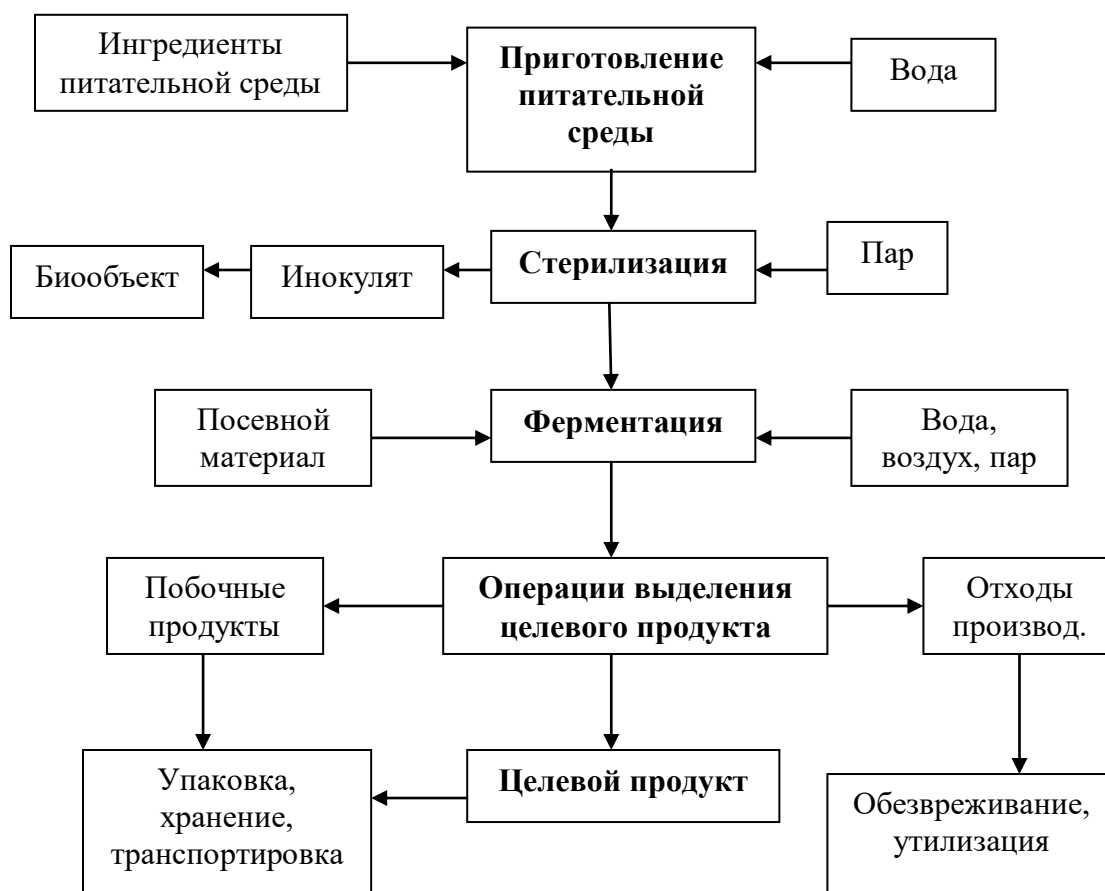 Ингредиенты
питательной среды
Приготовление
питательной
среды
Вода
Биообъект
Инокулят
Стерилизация
Пар
Посевной
материал
Ферментация
Вода,
воздух, пар
Побочные
продукты
Операции выделения
целевого продукта
Отходы
производ.
Упаковка,
хранение,
транспортировка
Целевой продукт
Обезвреживание,
утилизация